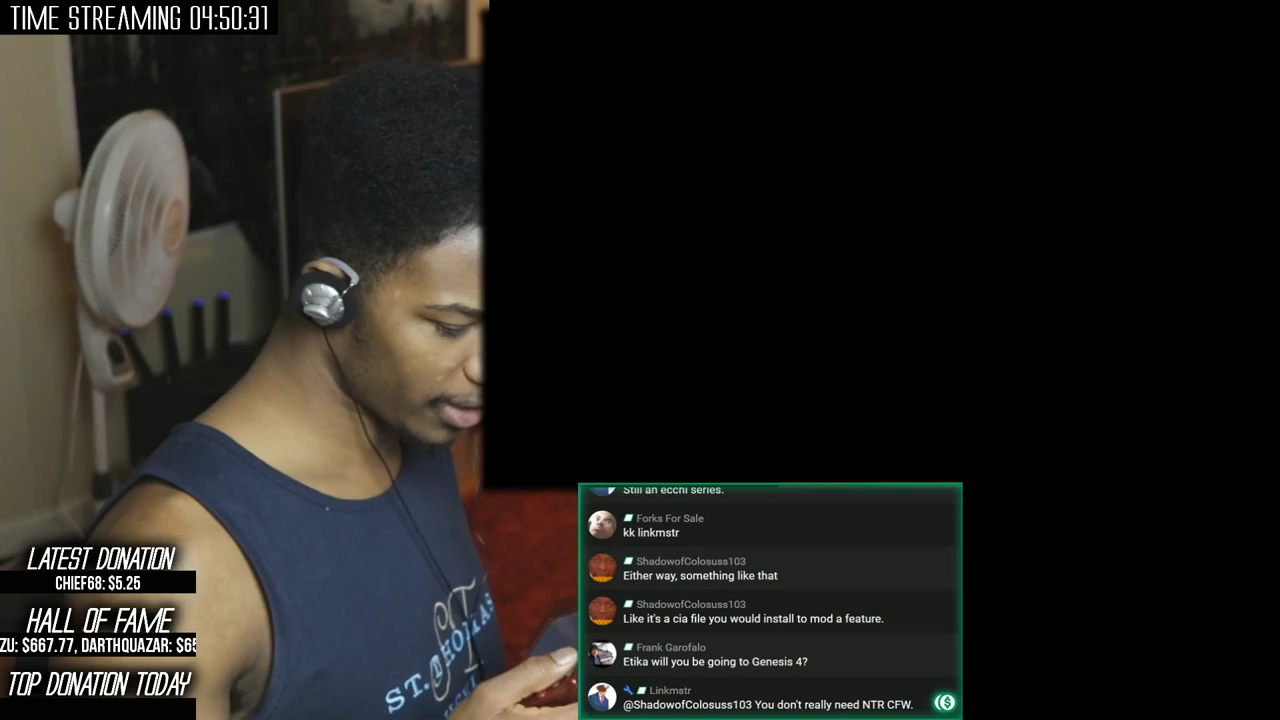 TIME STREAMING 04:50:31
LATEST DONATION
CHIEF68: $5.25
HALL OF FAME
ZU: $667.77, DARTHQUAZAR: $65
TOP DONATION TODAY
ST. THOMAS
Still an ecchi series.
Forks For Sale
kk linkmstr
ShadowofColosuss103
Either way, something like that
ShadowofColosuss103
Like it's a cia file you would install to mod a feature.
Frank Garofalo
Etika will you be going to Genesis 4?
Linkmstr
@ShadowofColosuss103 You don't really need NTR CFW.